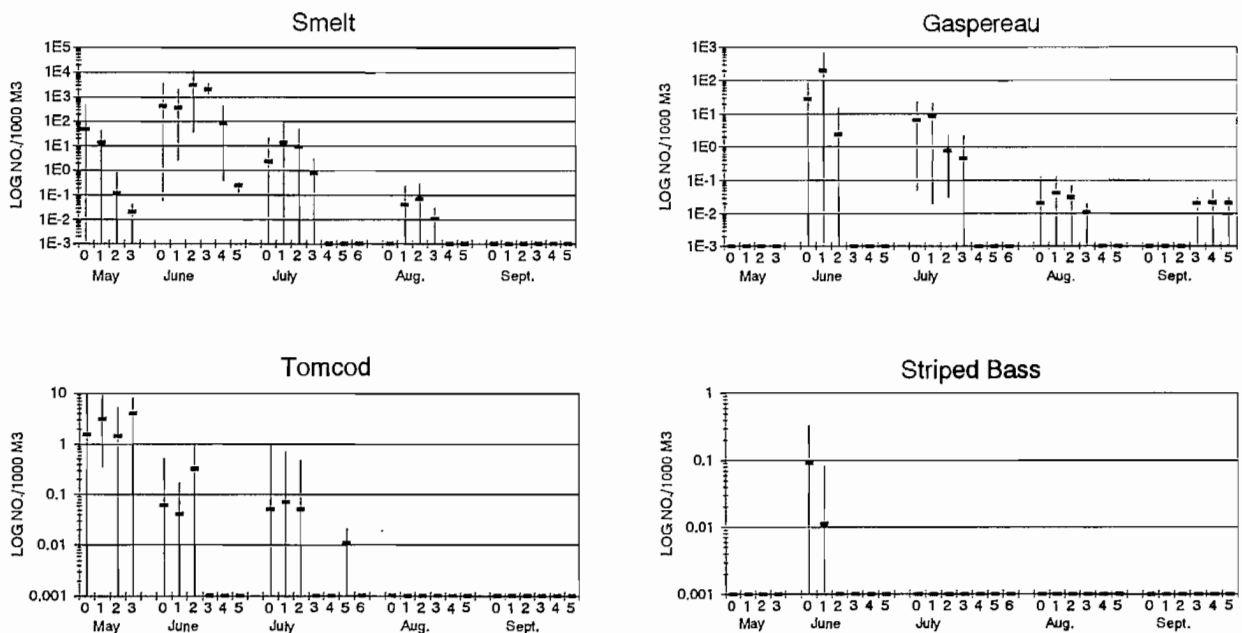 Smelt
LOG NO./1000 M3
1E5
1E4
1E3
1E2
1E1
1E0
1E-1
1E-2
1E-3
0 1 2 3 0 1 2 3 4 5 0 1 2 3 4 5 6 0 1 2 3 4 5 0 1 2 3 4 5
May June July Aug. Sept.
Gaspereau
LOG NO./1000 M3
1E3
1E2
1E1
1E0
1E-1
1E-2
1E-3
0 1 2 3 0 1 2 3 4 5 0 1 2 3 4 5 6 0 1 2 3 4 5 0 1 2 3 4 5
May June July Aug. Sept.
Tomcod
LOG NO./1000 M3
10
1
0.1
0.01
0.001
0 1 2 3 0 1 2 3 4 5 0 1 2 3 4 5 6 0 1 2 3 4 5 0 1 2 3 4 5
May June July Aug. Sept.
Striped Bass
LOG NO./1000 M3
1
0.1
0.01
0.001
0 1 2 3 0 1 2 3 4 5 0 1 2 3 4 5 6 0 1 2 3 4 5 0 1 2 3 4 5
May June July Aug. Sept.